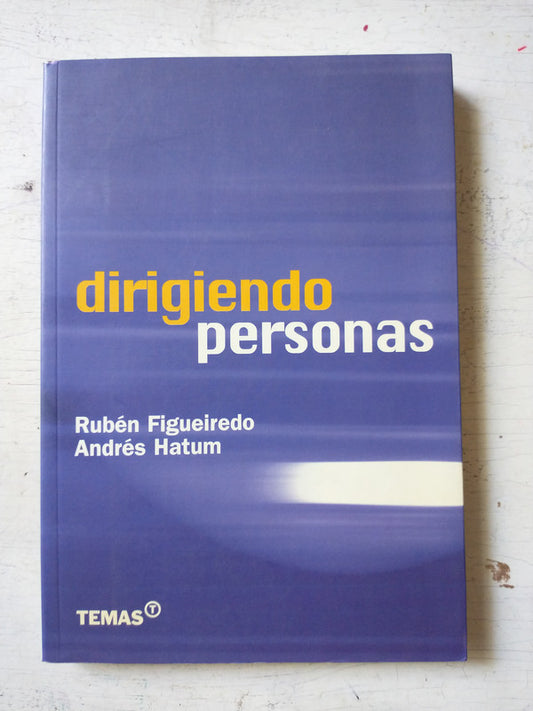 dirigiendo
personas
Rubén Figueiredo
Andrés Hatum
TEMAS T